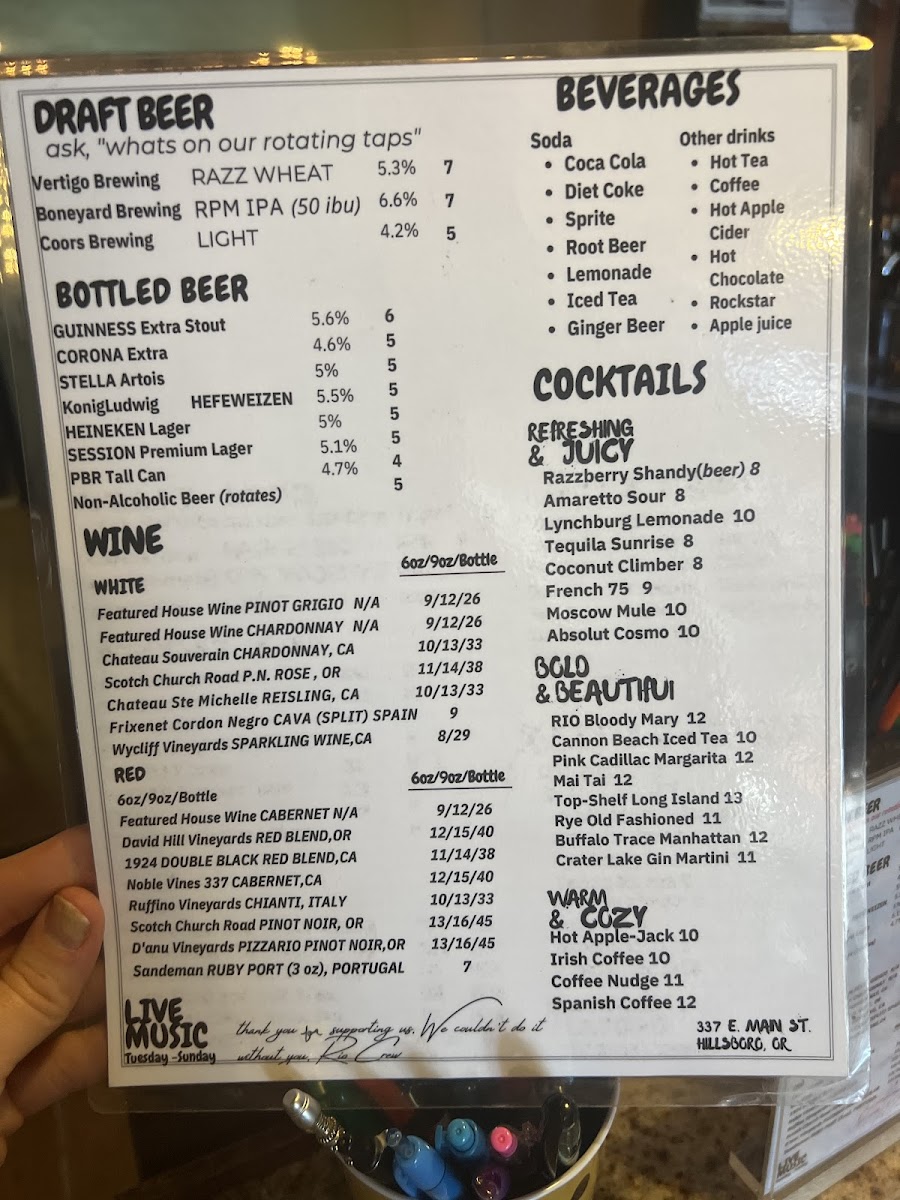 DRAFT BEER
ask, "whats on our rotating taps"
Vertigo Brewing RAZZ WHEAT 5.3% 7
Boneyard Brewing RPM IPA (50 ibu) 6.6% 7
Coors Brewing LIGHT 4.2% 5
BOTTLED BEER
GUINNESS Extra Stout 5.6% 6
CORONA Extra 4.6% 5
STELLA Artois 5% 5
KonigLudwig HEFEWEIZEN 5.5% 5
HEINEKEN Lager 5% 5
SESSION Premium Lager 5.1% 5
PBR Tall Can 4.7% 4
Non-Alcoholic Beer (rotates) 5
WINE
6oz/9oz/Bottle
WHITE
Featured House Wine PINOT GRIGIO N/A 9/12/26
Featured House Wine CHARDONNAY N/A 9/12/26
Chateau Souverain CHARDONNAY, CA 10/13/33
Scotch Church Road P.N. ROSE , OR 11/14/38
Chateau Ste Michelle REISLING, CA 10/13/33
Frixenet Cordon Negro CAVA (SPLIT) SPAIN 9
Wycliff Vineyards SPARKLING WINE,CA 8/29
RED 6oz/9oz/Bottle
6oz/9oz/Bottle
Featured House Wine CABERNET N/A 9/12/26
David Hill Vineyards RED BLEND,OR 12/15/40
1924 DOUBLE BLACK RED BLEND,CA 11/14/38
Noble Vines 337 CABERNET,CA 12/15/40
Ruffino Vineyards CHIANTI, ITALY 10/13/33
Scotch Church Road PINOT NOIR, OR 13/16/45
D'anu Vineyards PIZZARIO PINOT NOIR,OR 13/16/45
Sandeman RUBY PORT (3 oz), PORTUGAL 7
LIVE
MUSIC
Tuesday -Sunday
thank you for supporting us. We couldn't do it
without you, Rio Crew
BEVERAGES
Soda
• Coca Cola
• Diet Coke
• Sprite
• Root Beer
• Lemonade
• Iced Tea
• Ginger Beer
Other drinks
• Hot Tea
• Coffee
• Hot Apple
Cider
• Hot
Chocolate
• Rockstar
• Apple juice
COCKTAILS
REFRESHING
& JUICY
Razzberry Shandy(beer) 8
Amaretto Sour 8
Lynchburg Lemonade 10
Tequila Sunrise 8
Coconut Climber 8
French 75 9
Moscow Mule 10
Absolut Cosmo 10
BOLD
& BEAUTIFUl
RIO Bloody Mary 12
Cannon Beach Iced Tea 10
Pink Cadillac Margarita 12
Mai Tai 12
Top-Shelf Long Island 13
Rye Old Fashioned 11
Buffalo Trace Manhattan 12
Crater Lake Gin Martini 11
WARM
& COZY
Hot Apple-Jack 10
Irish Coffee 10
Coffee Nudge 11
Spanish Coffee 12
337 E. MAIN ST.
HILLSBORO, OR